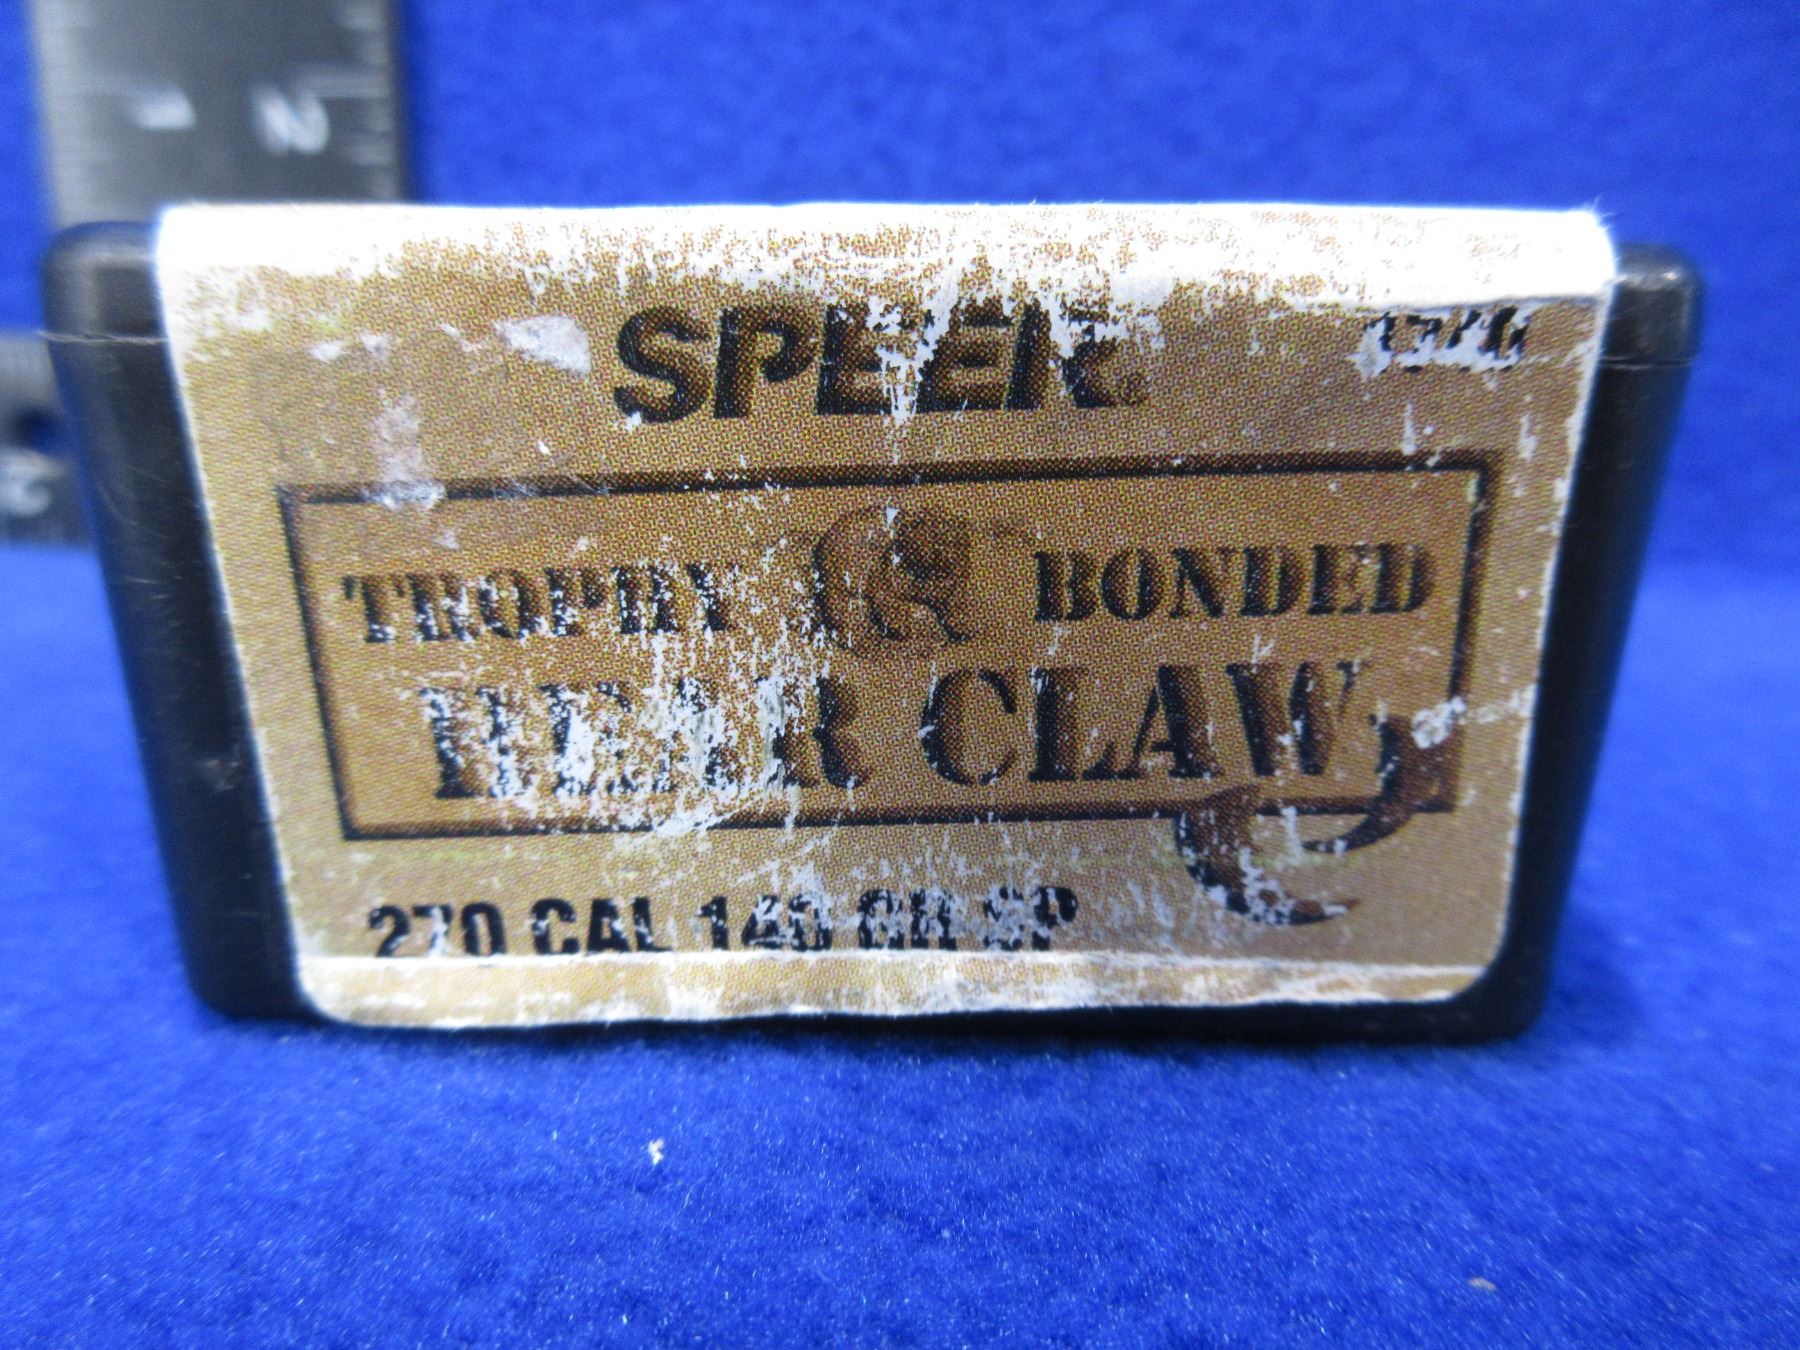 SPEER
TROPHY BONDED
BEAR CLAW
270 CAL 140 GR SP